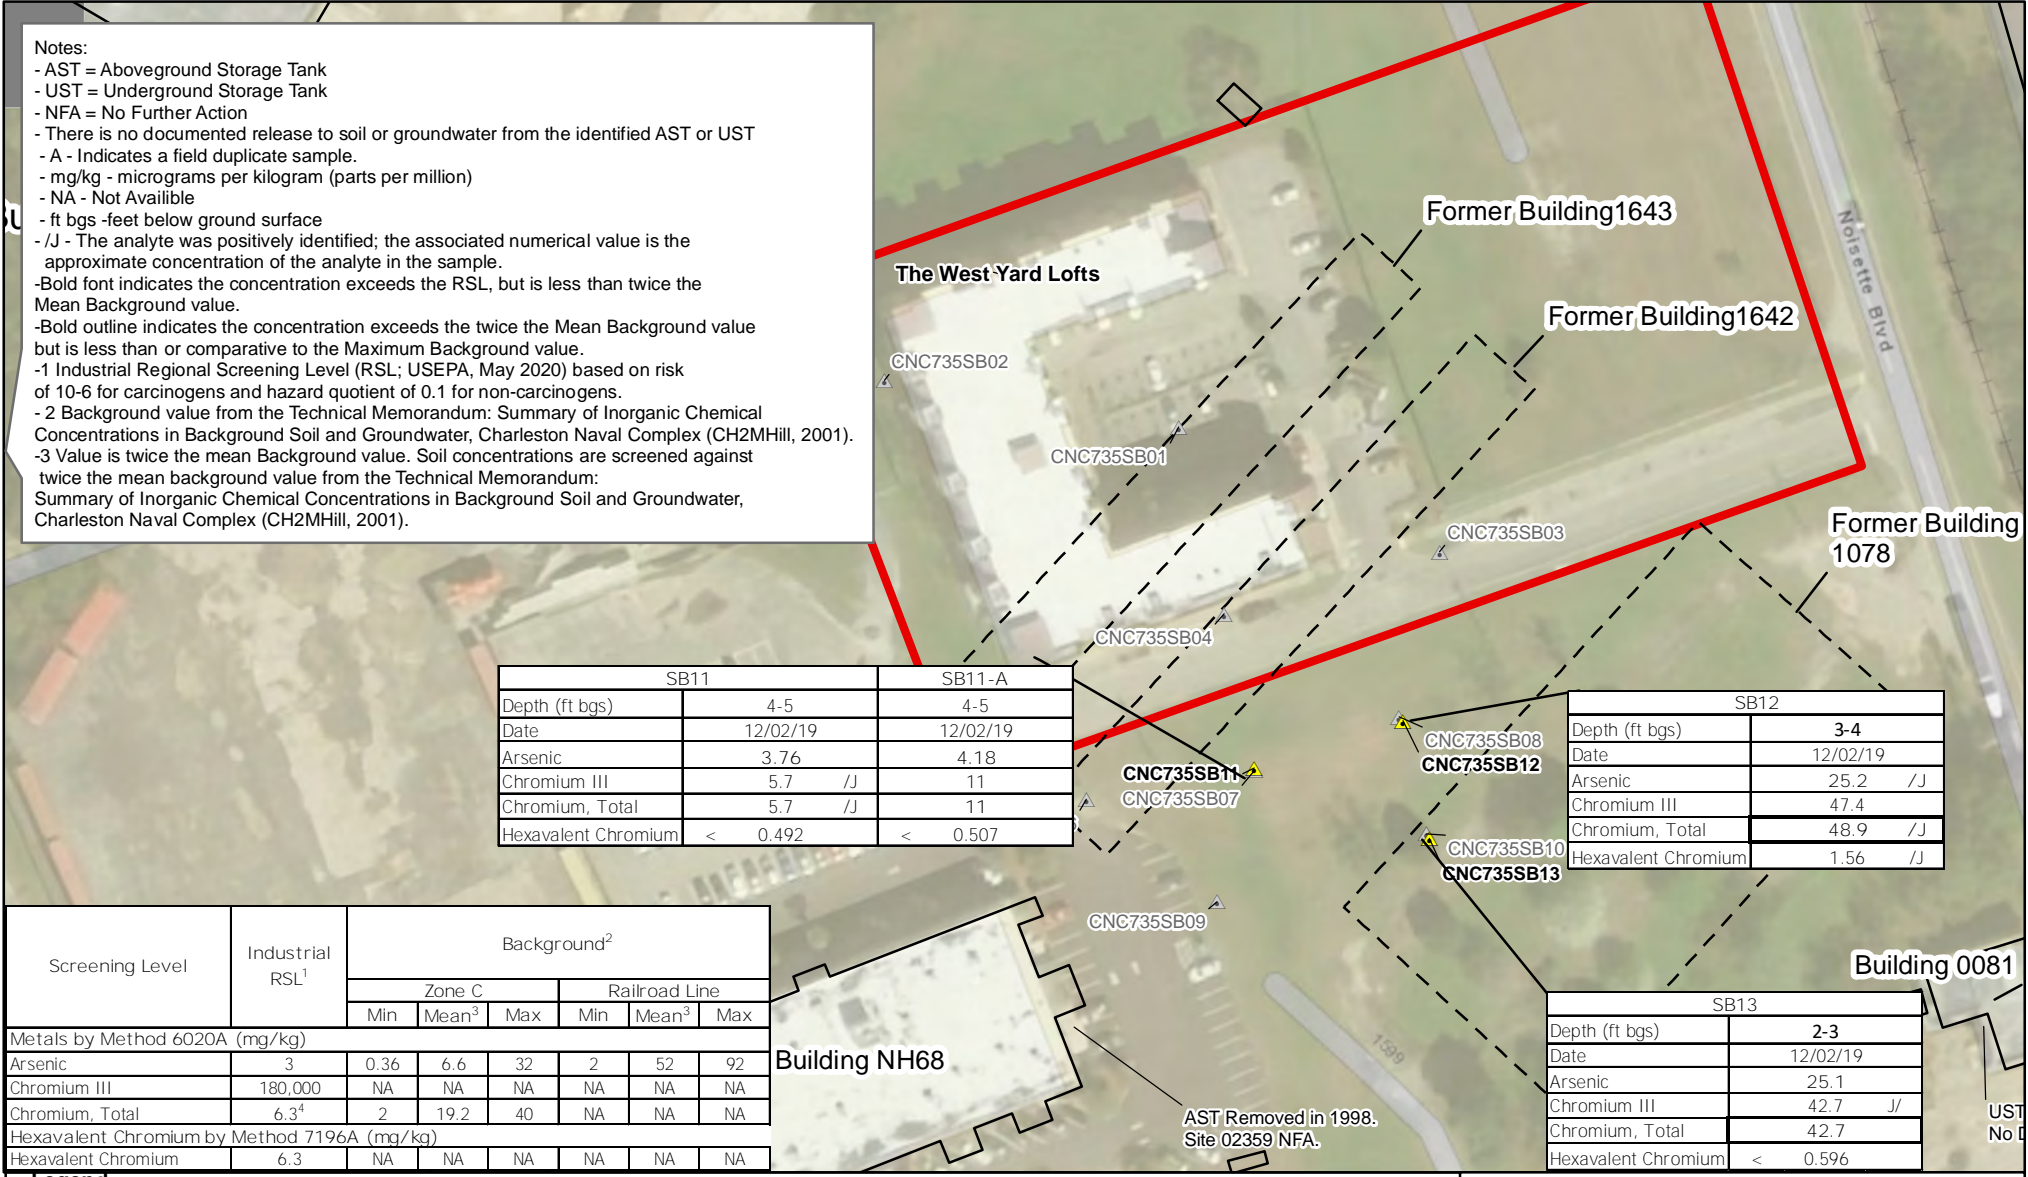 Notes:
- AST = Aboveground Storage Tank
- UST = Underground Storage Tank
- NFA = No Further Action
- There is no documented release to soil or groundwater from the identified AST or UST
- A - Indicates a field duplicate sample.
- mg/kg - micrograms per kilogram (parts per million)
- NA - Not Availible
- ft bgs -feet below ground surface
- /J - The analyte was positively identified; the associated numerical value is the
approximate concentration of the analyte in the sample.
-Bold font indicates the concentration exceeds the RSL, but is less than twice the
Mean Background value.
-Bold outline indicates the concentration exceeds the twice the Mean Background value
but is less than or comparative to the Maximum Background value.
-1 Industrial Regional Screening Level (RSL; USEPA, May 2020) based on risk
of 10-6 for carcinogens and hazard quotient of 0.1 for non-carcinogens.
- 2 Background value from the Technical Memorandum: Summary of Inorganic Chemical
Concentrations in Background Soil and Groundwater, Charleston Naval Complex (CH2MHill, 2001).
-3 Value is twice the mean Background value. Soil concentrations are screened against
twice the mean background value from the Technical Memorandum:
Summary of Inorganic Chemical Concentrations in Background Soil and Groundwater,
Charleston Naval Complex (CH2MHill, 2001).
Former Building1643
Noisette Blvd
The West Yard Lofts
Former Building1642
CNC735SB02
CNC735SB01
CNC735SB03
Former Building
1078
CNC735SB04
SB11 SB11-A
Depth (ft bgs) 4-5 4-5
Date 12/02/19 12/02/19
Arsenic 3.76 4.18
Chromium III 5.7 /J 11
Chromium, Total 5.7 /J 11
Hexavalent Chromium < 0.492 < 0.507
CNC735SB11
CNC735SB07
CNC735SB08
CNC735SB12
SB12
Depth (ft bgs) 3-4
Date 12/02/19
Arsenic 25.2 /J
Chromium III 47.4
Chromium, Total 48.9 /J
Hexavalent Chromium 1.56 /J
CNC735SB10
CNC735SB13
CNC735SB09
Screening Level Industrial RSL1 Background2
Zone C Railroad Line
Min Mean3 Max Min Mean3 Max
Metals by Method 6020A (mg/kg)
Arsenic 3 0.36 6.6 32 2 52 92
Chromium III 180,000 NA NA NA NA NA NA
Chromium, Total 6.34 2 19.2 40 NA NA NA
Hexavalent Chromium by Method 7196A (mg/kg)
Hexavalent Chromium 6.3 NA NA NA NA NA NA
Building NH68
1599
AST Removed in 1998.
Site 02359 NFA.
Building 0081
SB13
Depth (ft bgs) 2-3
Date 12/02/19
Arsenic 25.1
Chromium III 42.7 J/
Chromium, Total 42.7
Hexavalent Chromium < 0.596
UST
No